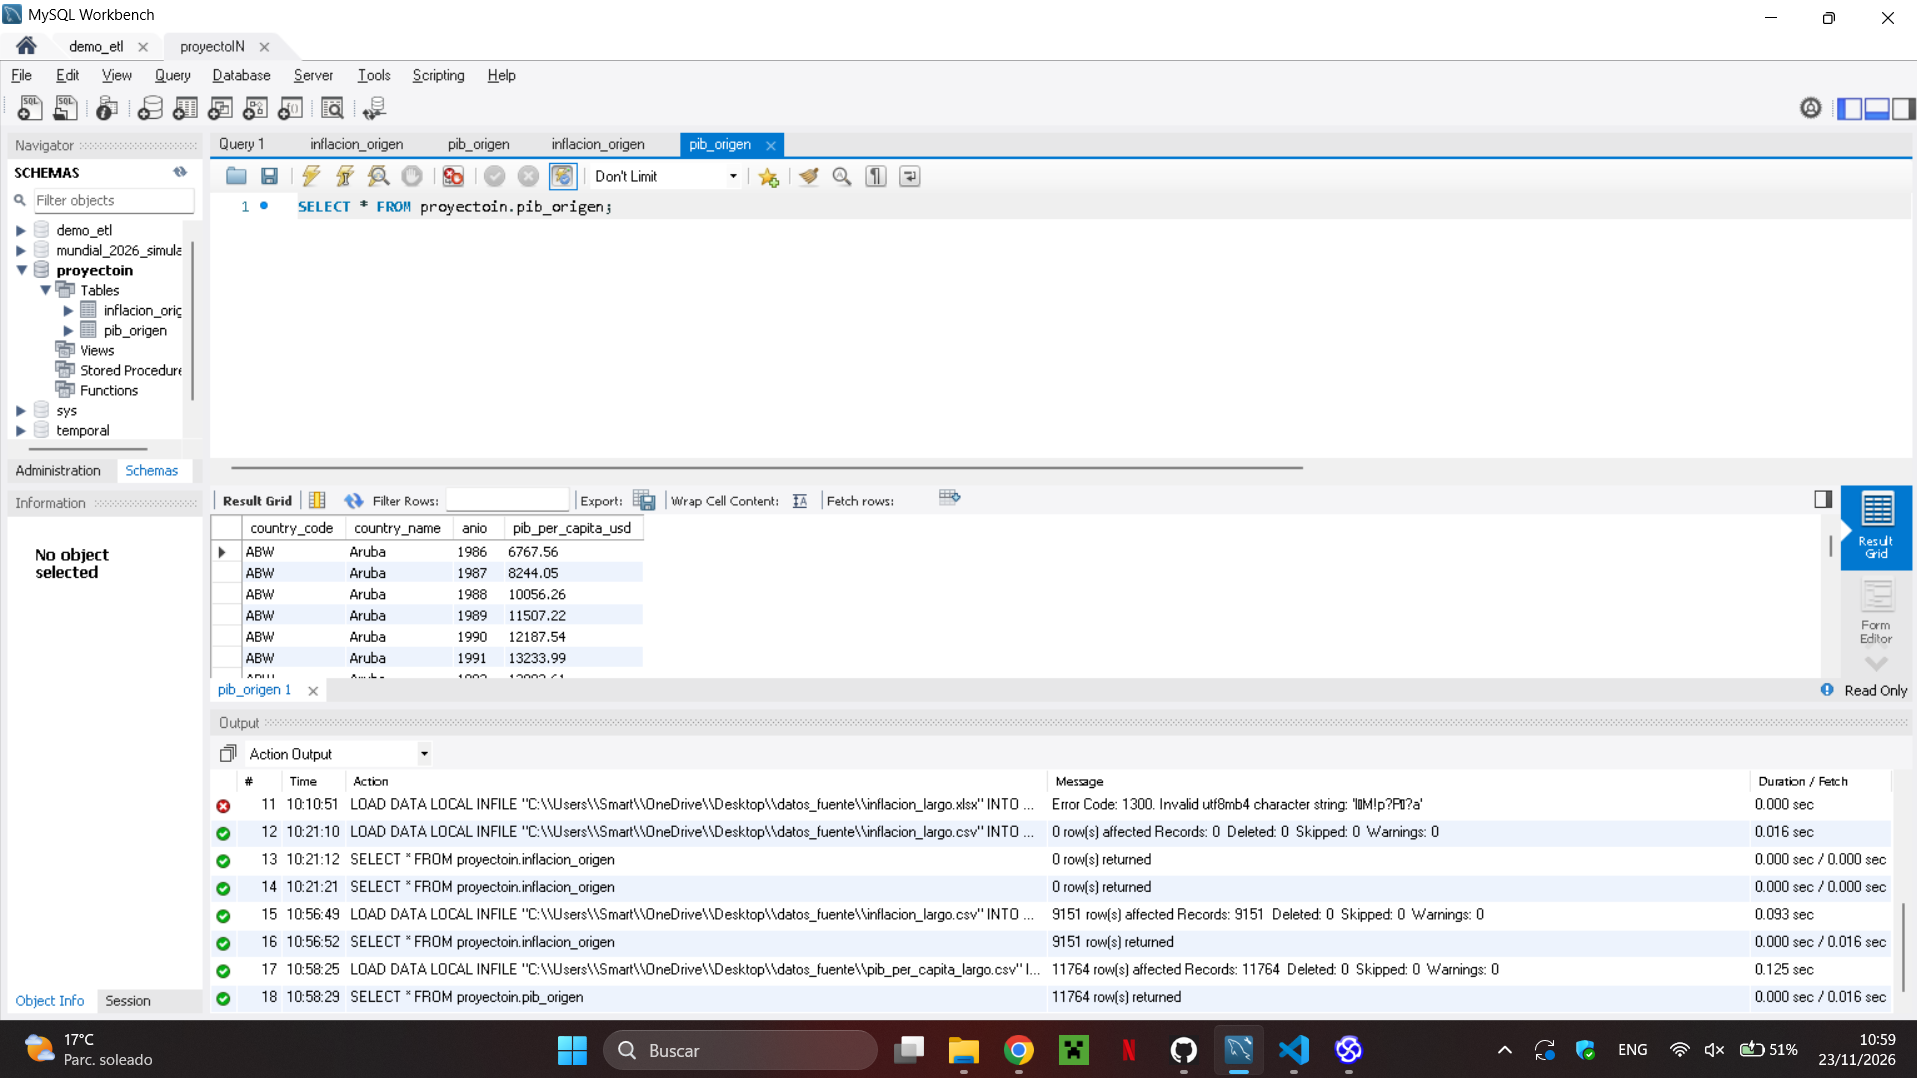 MySQL Workbench
demo_etl
proyectoIN
File Edit View Query Database Server Tools Scripting Help
Navigator
SCHEMAS
Filter objects
demo_etl
mundial_2026_simula
proyectoin
Tables
inflacion_orig
pib_origen
Views
Stored Procedure
Functions
sys
temporal
Administration Schemas
Information
No object
selected
Object Info Session
Query 1 inflacion_origen pib_origen inflacion_origen pib_origen
Don't Limit
1 SELECT * FROM proyectoin.pib_origen;
Result Grid Filter Rows: Export: Wrap Cell Content: Fetch rows:
country_code country_name anio pib_per_capita_usd
ABW Aruba 1986 6767.56
ABW Aruba 1987 8244.05
ABW Aruba 1988 10056.26
ABW Aruba 1989 11507.22
ABW Aruba 1990 12187.54
ABW Aruba 1991 13233.99
Result
Grid
Form
Editor
pib_origen 1
Read Only
Output
Action Output
# Time Action Message Duration / Fetch
11 10:10:51 LOAD DATA LOCAL INFILE "C:\\Users\\Smart\\OneDrive\\Desktop\\datos_fuente\\inflacion_largo.xlsx" INTO ... Error Code: 1300. Invalid utf8mb4 character string: 0.000 sec
12 10:21:10 LOAD DATA LOCAL INFILE "C:\\Users\\Smart\\OneDrive\\Desktop\\datos_fuente\\inflacion_largo.csv" INTO ... 0 row(s) affected Records: 0 Deleted: 0 Skipped: 0 Warnings: 0 0.016 sec
13 10:21:12 SELECT * FROM proyectoin.inflacion_origen 0 row(s) returned 0.000 sec / 0.000 sec
14 10:21:21 SELECT * FROM proyectoin.inflacion_origen 0 row(s) returned 0.000 sec / 0.000 sec
15 10:56:49 LOAD DATA LOCAL INFILE "C:\\Users\\Smart\\OneDrive\\Desktop\\datos_fuente\\inflacion_largo.csv" INTO ... 9151 row(s) affected Records: 9151 Deleted: 0 Skipped: 0 Warnings: 0 0.093 sec
16 10:56:52 SELECT * FROM proyectoin.inflacion_origen 9151 row(s) returned 0.000 sec / 0.016 sec
17 10:58:25 LOAD DATA LOCAL INFILE "C:\\Users\\Smart\\OneDrive\\Desktop\\datos_fuente\\pib_per_capita_largo.csv" I... 11764 row(s) affected Records: 11764 Deleted: 0 Skipped: 0 Warnings: 0 0.125 sec
18 10:58:29 SELECT * FROM proyectoin.pib_origen 11764 row(s) returned 0.000 sec / 0.016 sec
17°C
Parc. soleado
Buscar
ENG
51%
10:59
23/11/2026